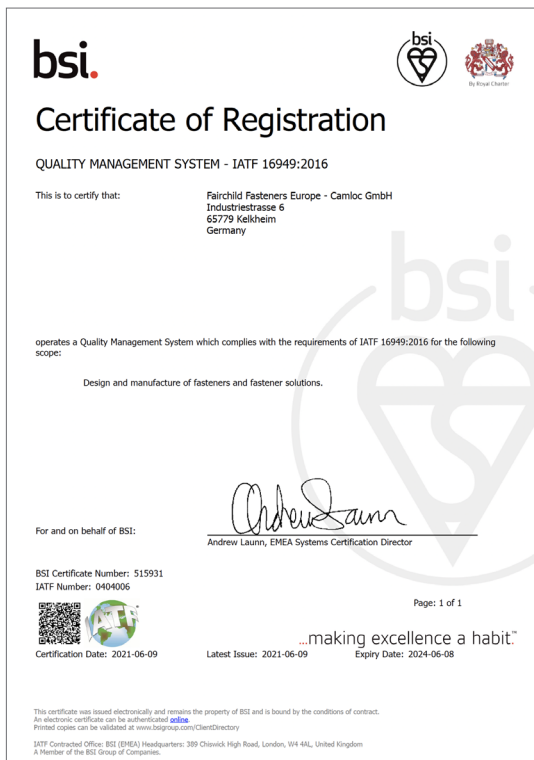 bsi.
bsi
By Royal Charter
Certificate of Registration
QUALITY MANAGEMENT SYSTEM - IATF 16949:2016
This is to certify that:
Fairchild Fasteners Europe - Camloc GmbH
Industriestrasse 6
65779 Kelkheim
Germany
bsi.
operates a Quality Management System which complies with the requirements of IATF 16949:2016 for the following
scope:
Design and manufacture of fasteners and fastener solutions.
For and on behalf of BSI:
Andrew Launn
Andrew Launn, EMEA Systems Certification Director
BSI Certificate Number: 515931
IATF Number: 0404006
Page: 1 of 1
IATF
...making excellence a habit.™
Certification Date: 2021-06-09
Latest Issue: 2021-06-09
Expiry Date: 2024-06-08
This certificate was issued electronically and remains the property of BSI and is bound by the conditions of contract.
An electronic certificate can be authenticated online.
Printed copies can be validated at www.bsigroup.com/ClientDirectory
IATF Contracted Office: BSI (EMEA) Headquarters: 389 Chiswick High Road, London, W4 4AL, United Kingdom
A Member of the BSI Group of Companies.